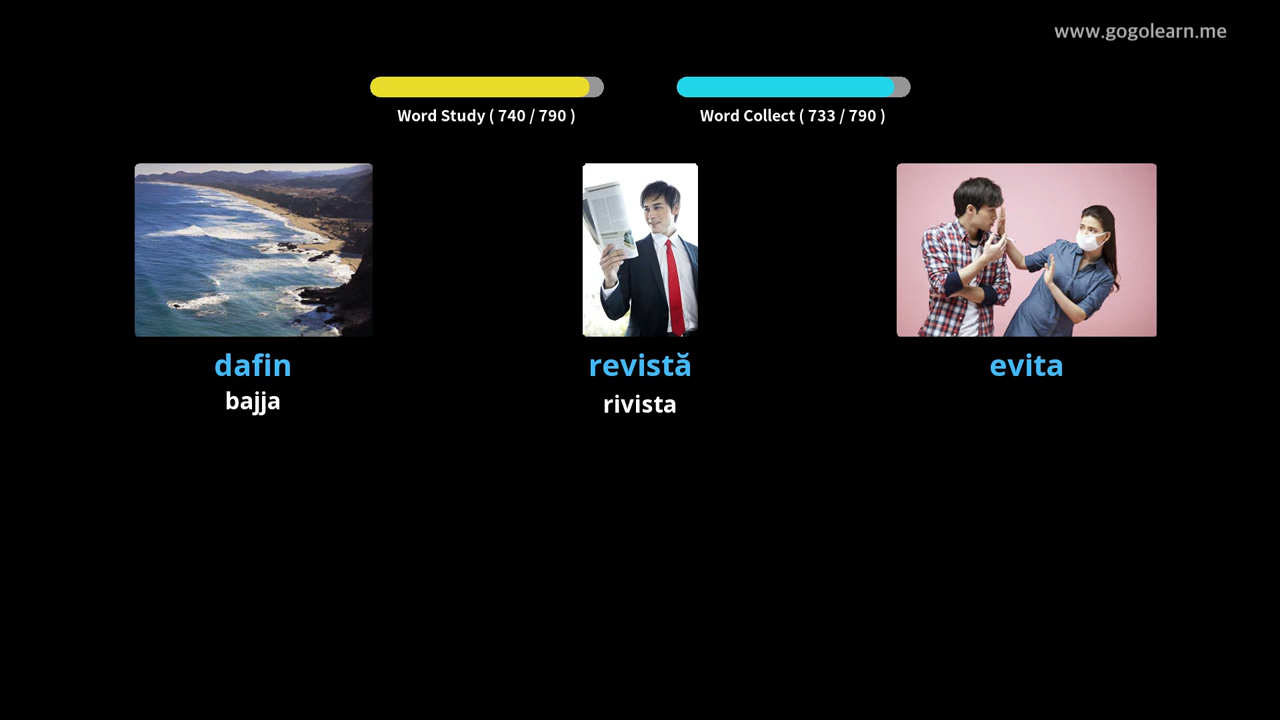 www.gogolearn.me
Word Study ( 740 / 790 )
Word Collect ( 733 / 790 )
dafin
bajja
revistă
rivista
evita